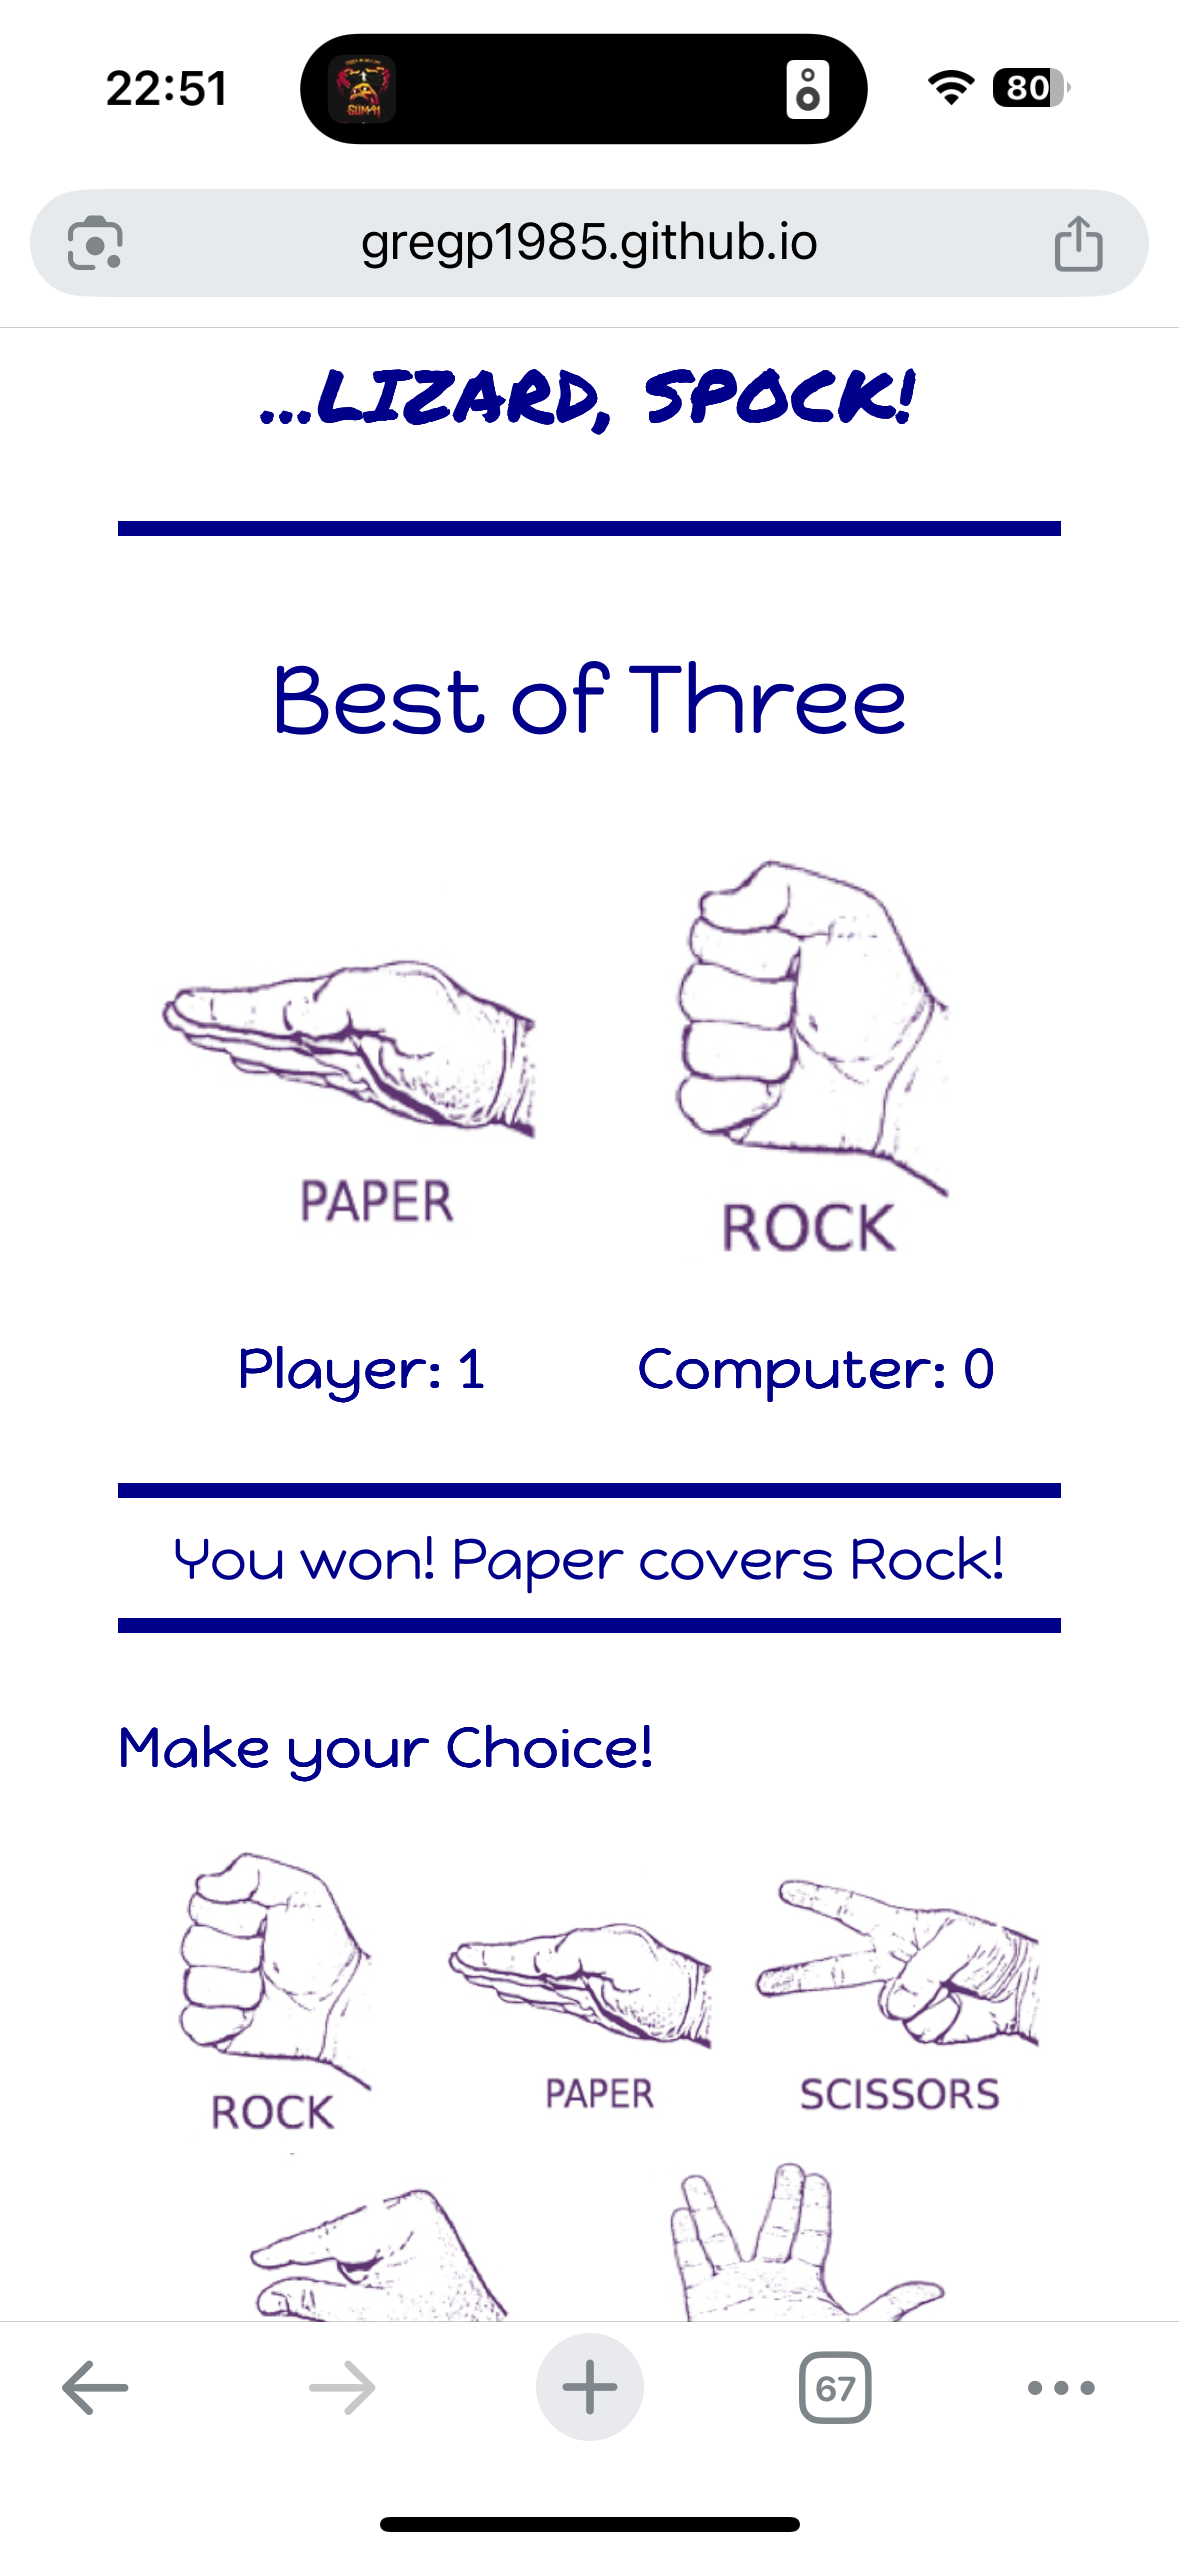 22:51
SUM41
80
gregp1985.github.io
...LIZARD, SPOCK!
Best of Three
PAPER
ROCK
Player: 1
Computer: 0
You won! Paper covers Rock!
Make your Choice!
ROCK
PAPER
SCISSORS
67